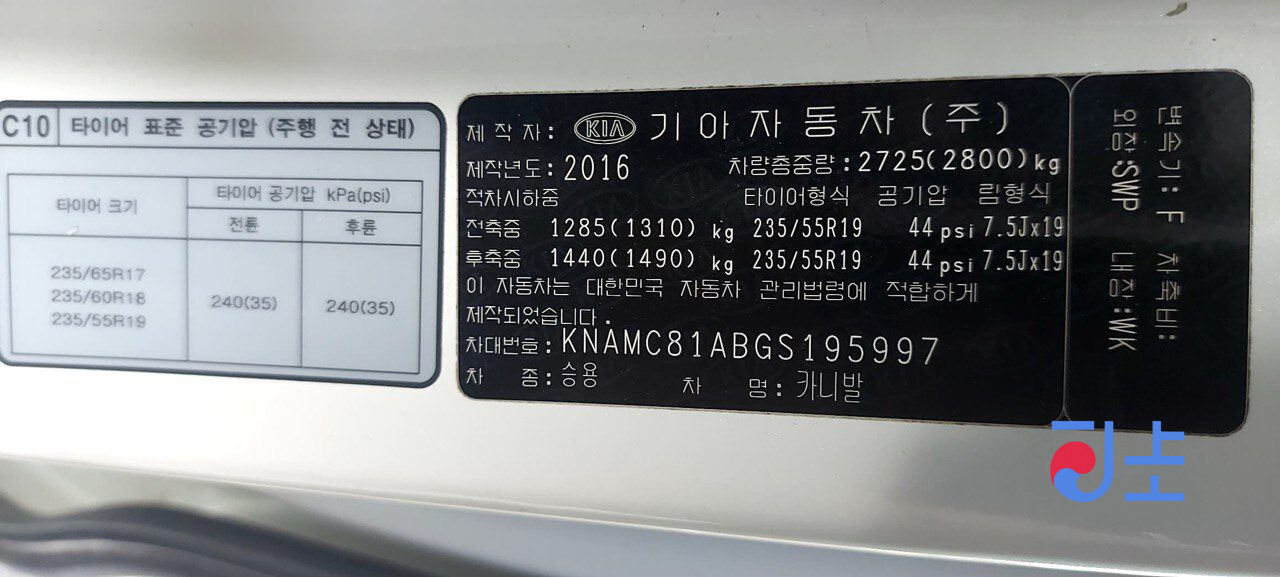 C10 타이어 표준 공기압 (주행 전 상태)
타이어 크기
타이어 공기압 kPa(psi)
전륜 후륜
235/65R17
235/60R18
235/55R19
240(35) 240(35)
제 작 자: KIA 기아자동차(주)
제작년도: 2016 차량총중량:2725(2800)kg
적차시하중 타이어형식 공기압 림형식
전축중 1285(1310) kg 235/55R19 44 psi 7.5Jx19
후축중 1440(1490) kg 235/55R19 44 psi 7.5Jx19
이 자동차는 대한민국 자동차 관리법령에 적합하게
제작되었습니다.
차대번호:KNAMC81ABGS195997
차 종:승용 차 명:카니발
변속기: F 차축비:
외장:SWP 내장:WK